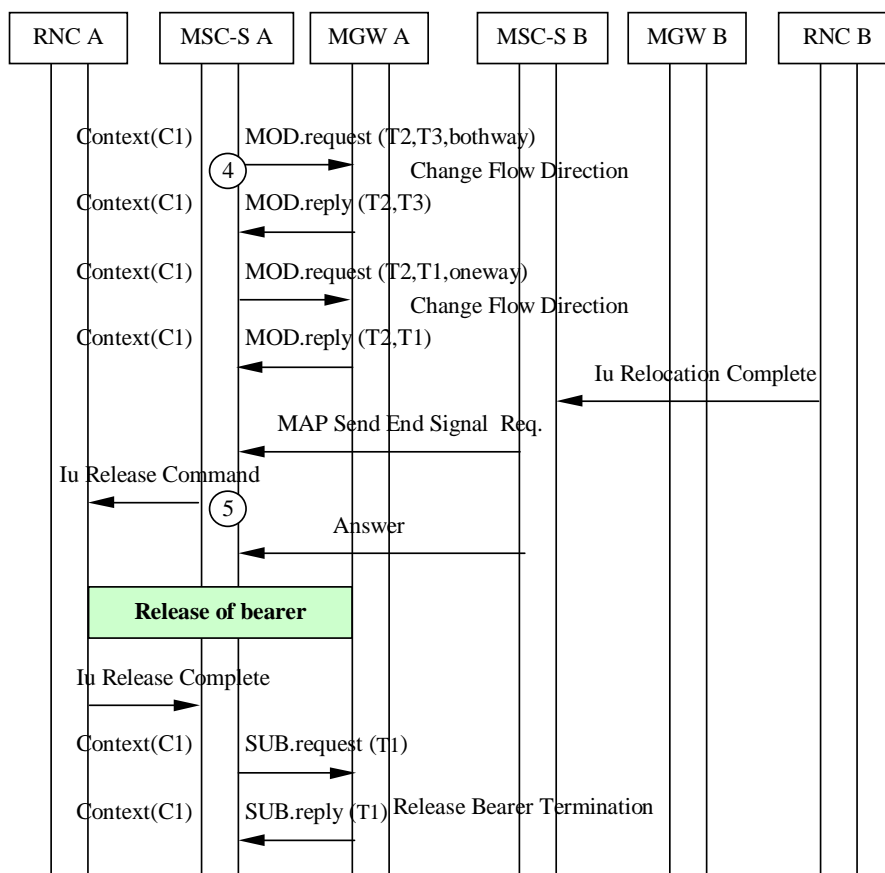 RNC A MSC-S A MGW A MSC-S B MGW B RNC B
Context(C1) MOD.request (T2,T3,bothway)
4 Change Flow Direction
Context(C1) MOD.reply (T2,T3)
Context(C1) MOD.request (T2,T1,oneway)
Change Flow Direction
Context(C1) MOD.reply (T2,T1)
Iu Relocation Complete
MAP Send End Signal Req.
Iu Release Command
5
Answer
Release of bearer
Iu Release Complete
Context(C1) SUB.request (T1)
Context(C1) SUB.reply (T1) Release Bearer Termination